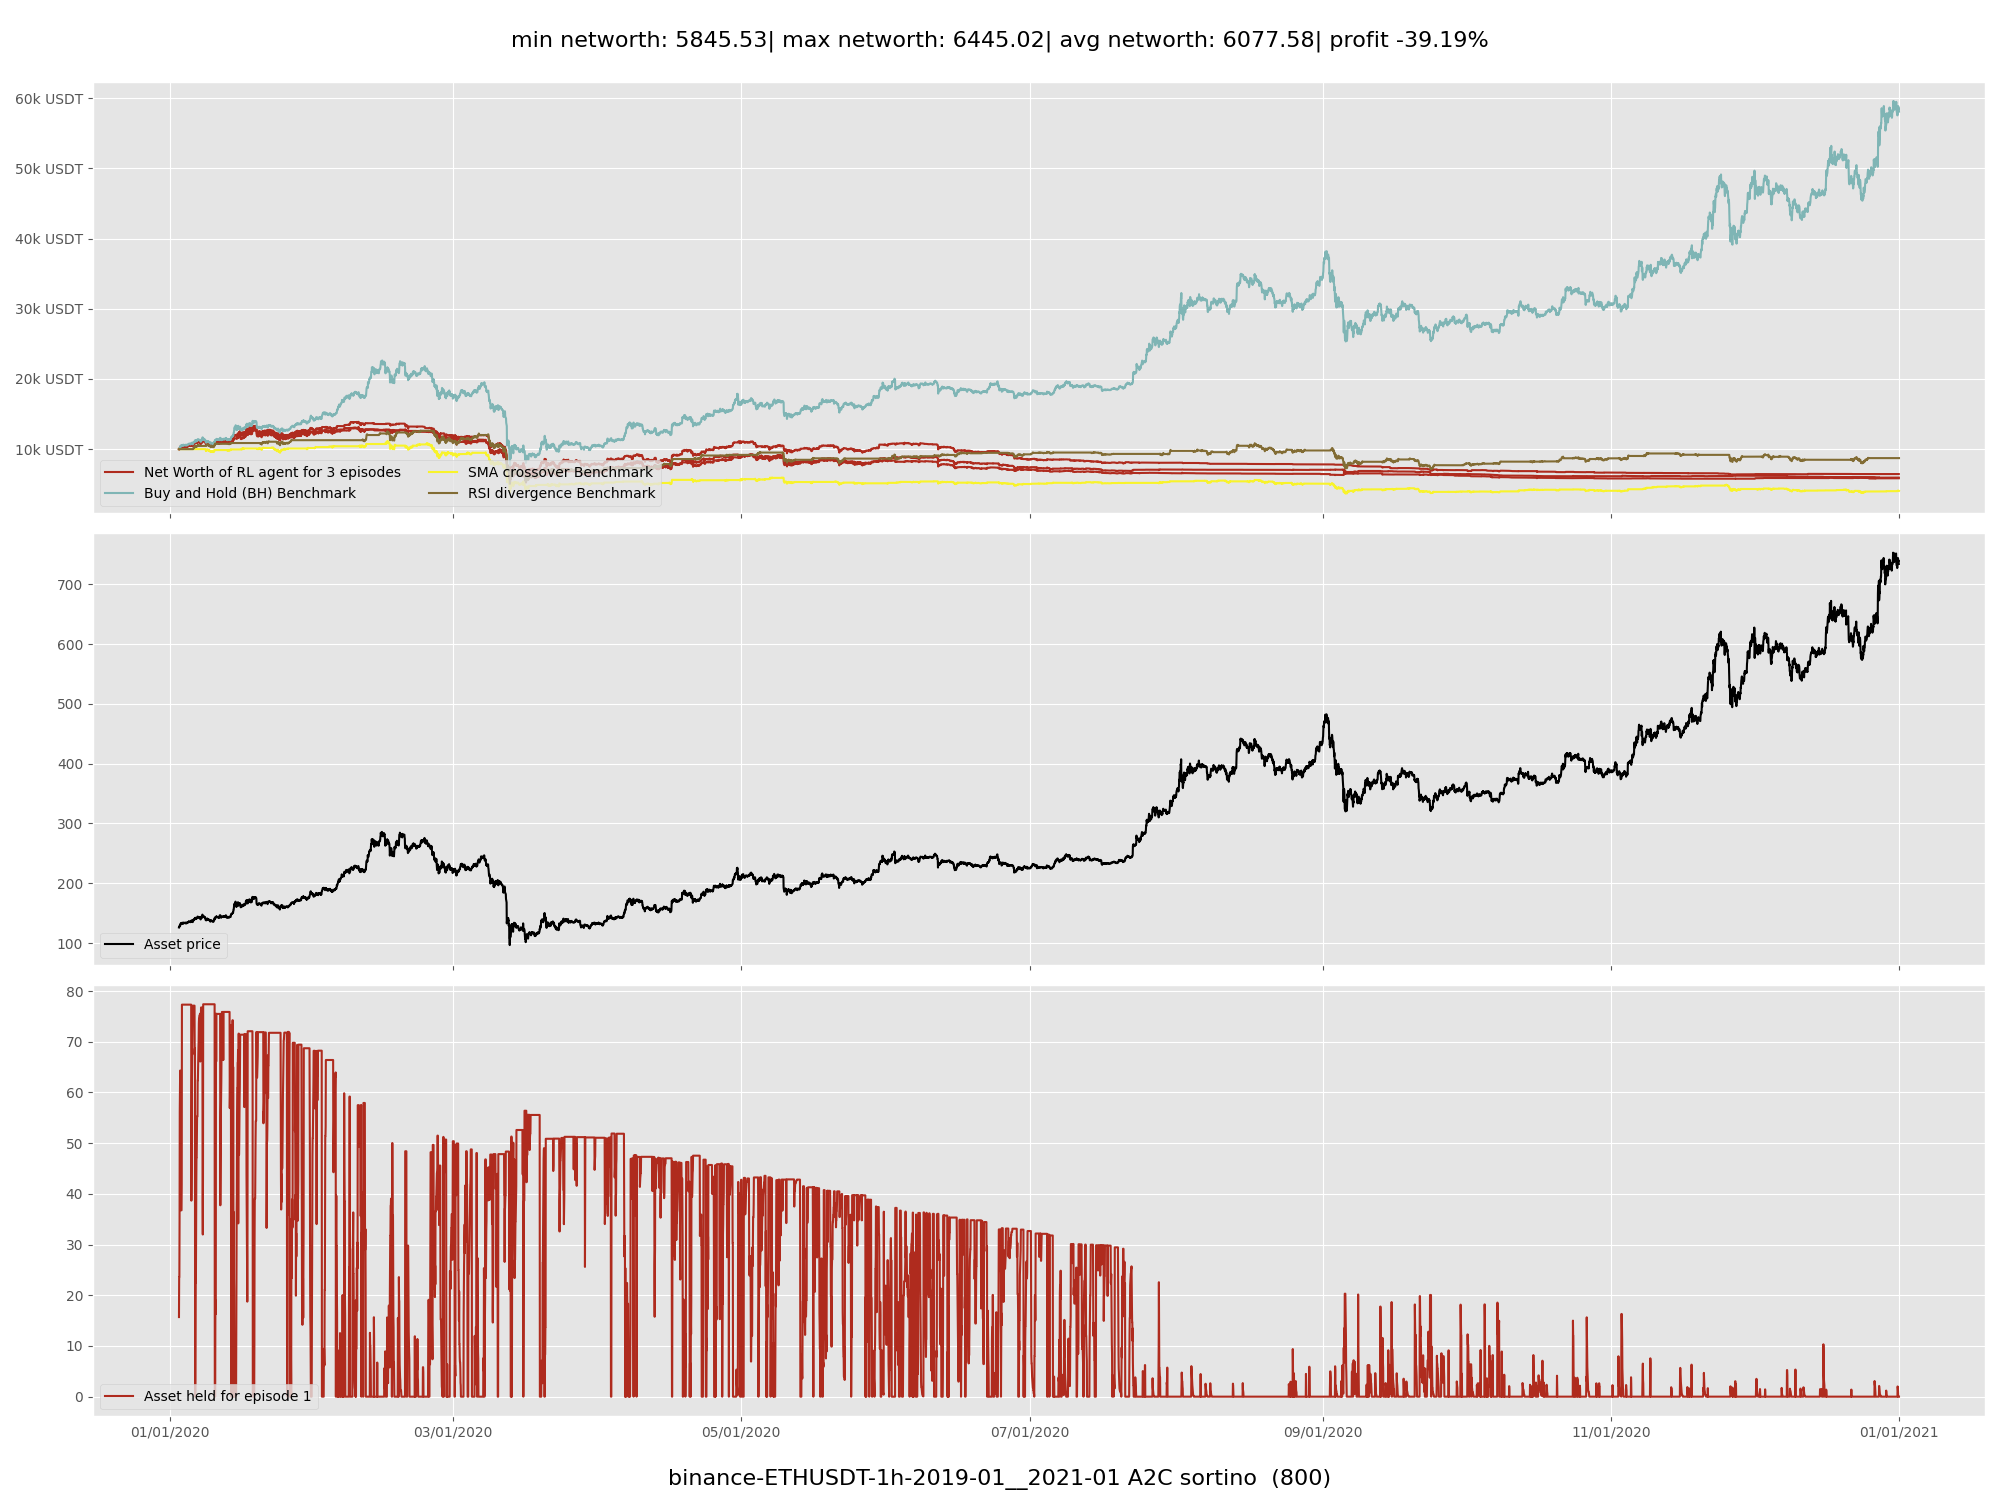 min networth: 5845.53| max networth: 6445.02| avg networth: 6077.58| profit -39.19%
60k USDT
50k USDT
40k USDT
30k USDT
20k USDT
10k USDT
Net Worth of RL agent for 3 episodes
Buy and Hold (BH) Benchmark
SMA crossover Benchmark
RSI divergence Benchmark
700
600
500
400
300
200
100
Asset price
80
70
60
50
40
30
20
10
0
Asset held for episode 1
01/01/2020 03/01/2020 05/01/2020 07/01/2020 09/01/2020 11/01/2020 01/01/2021
binance-ETHUSDT-1h-2019-01__2021-01 A2C sortino (800)